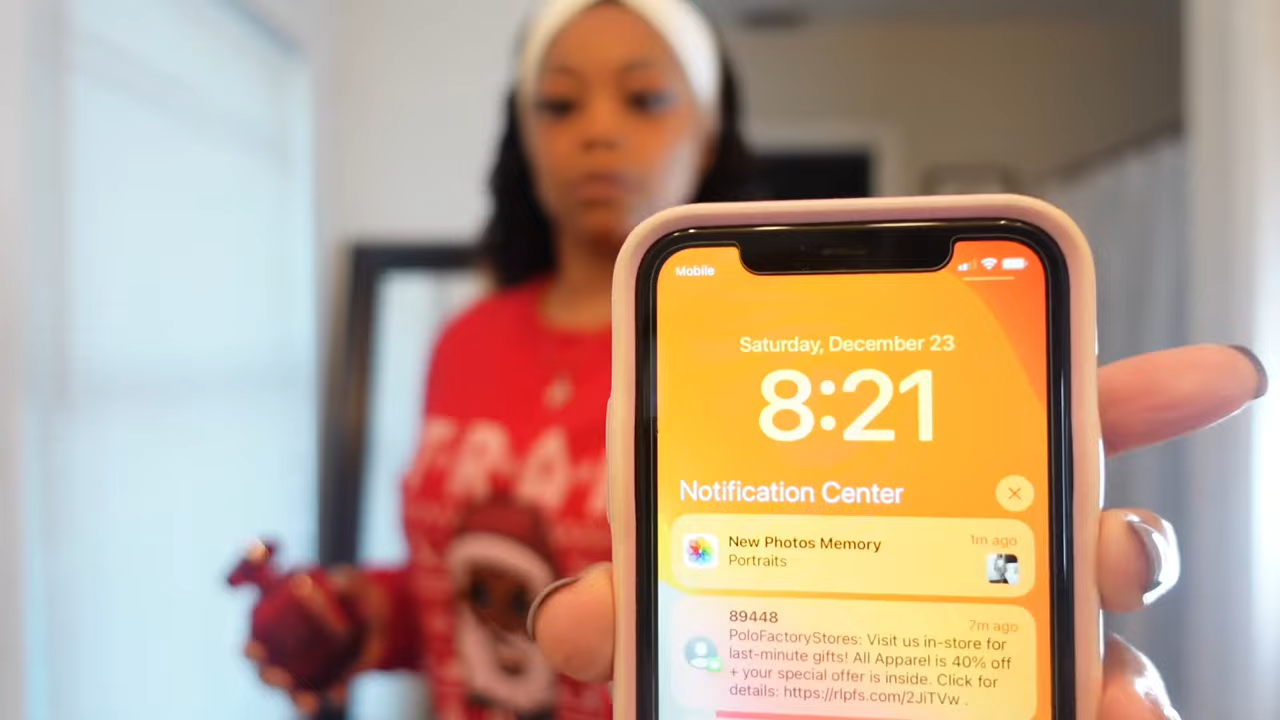 Mobile
Saturday, December 23
8:21
Notification Center
New Photos Memory
1m ago
Portraits
89448
7m ago
PoloFactoryStores: Visit us in-store for
last-minute gifts! All Apparel is 40% off
+ your special offer is inside. Click for
details: https://rlpfs.com/2JiTVw .